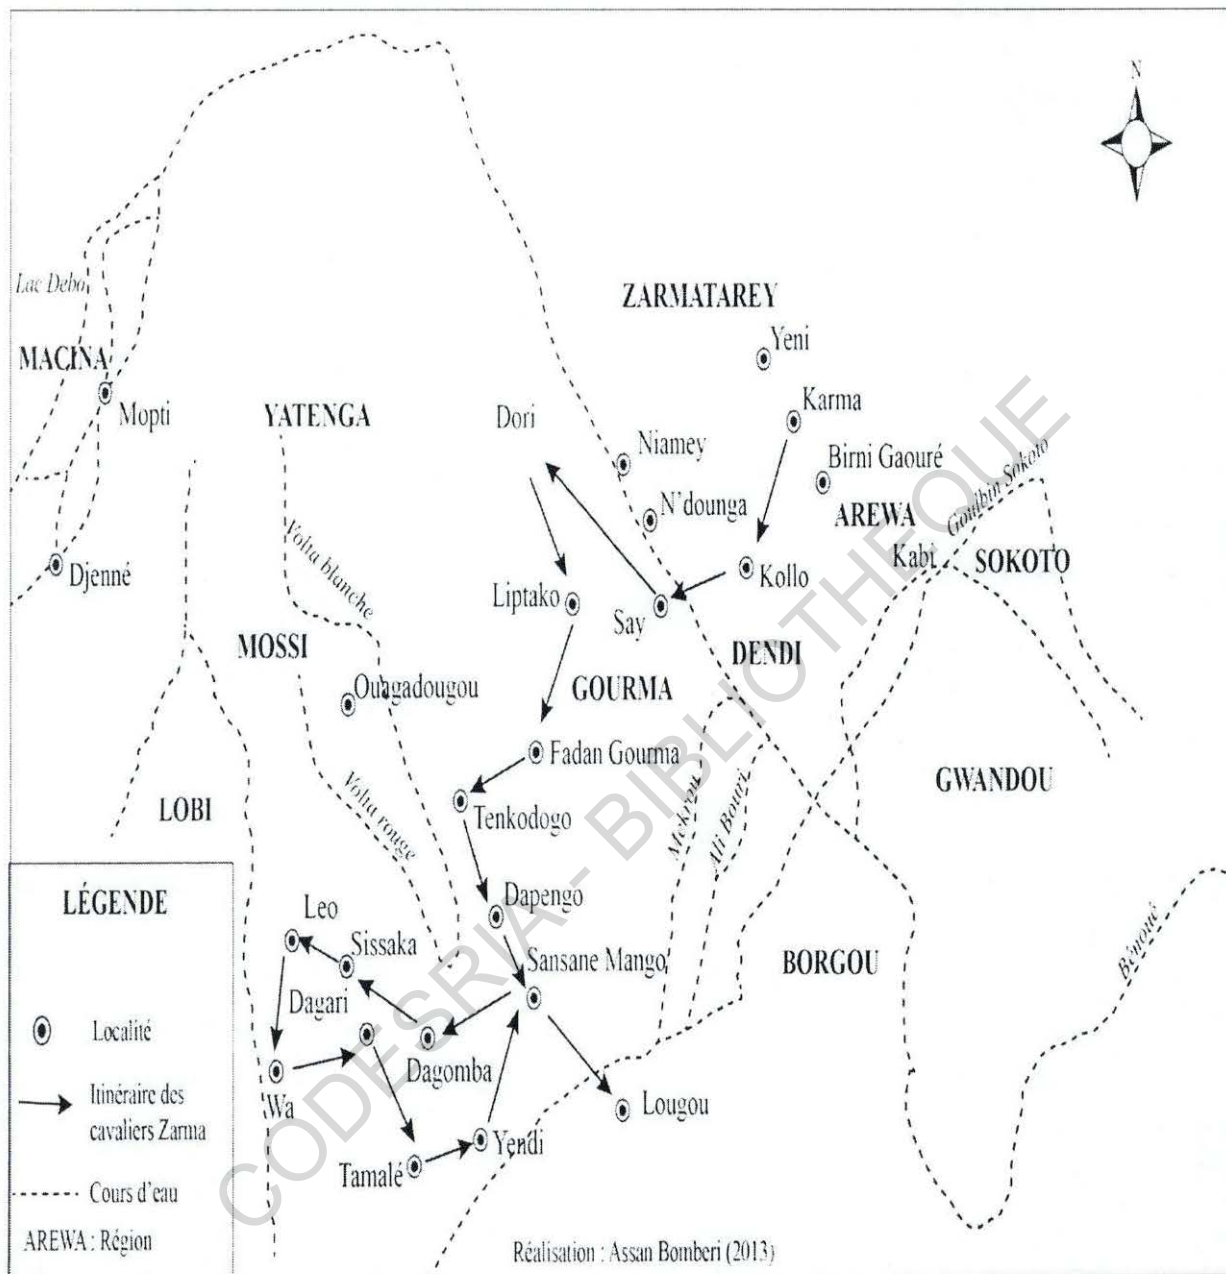 N
Lac Debo
ZARMATAREY
Yeni
MACINA
Mopti
YATENGA
Dori
Karma
Niamey
Birni Gaouré
N'dounga
AREWA
Gouibin Sokoto
Kabi
SOKOTO
Djenné
Volta blanche
Kollo
Liptako
Say
MOSSI
DENDI
Ouagadougou
GOURMA
Fadan Gourma
GWANDOU
LOBI
Volta rouge
Tenkodogo
Mékrou
Ali Bouri
LÉGENDE
Dapengo
Leo
Sissaka
Sansane Mango
BORGOU
Bénoué
Dagari
Localité
Dagomba
Wa
Lougou
Itinéraire des
cavaliers Zarma
Yendi
Tamalé
Cours d'eau
AREWA : Région
Réalisation : Assan Bomberi (2013)
CODESRIA - BIBLIOTHEQUE